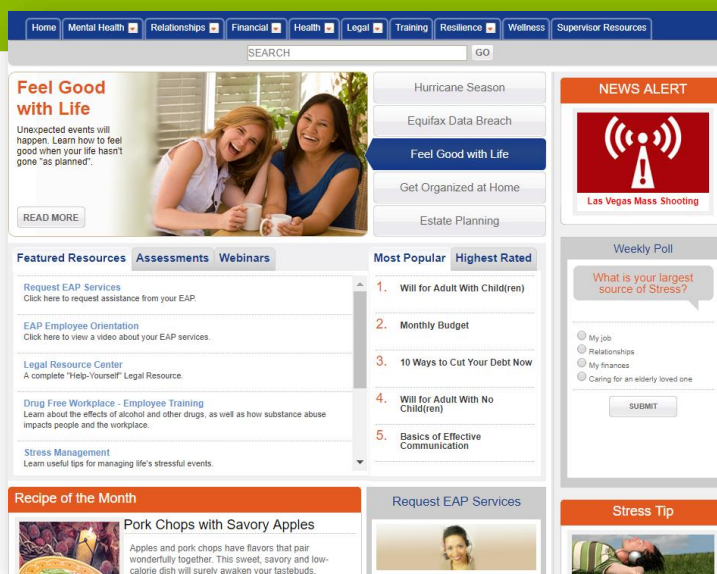 Home Mental Health Relationships Financial Health Legal Training Resilience Wellness Supervisor Resources
SEARCH GO
Feel Good
with Life
Unexpected events will
happen. Learn how to feel
good when your life hasn't
gone "as planned".
READ MORE
Hurricane Season
Equifax Data Breach
Feel Good with Life
Get Organized at Home
Estate Planning
NEWS ALERT
Las Vegas Mass Shooting
Featured Resources Assessments Webinars
Request EAP Services
Click here to request assistance from your EAP.
EAP Employee Orientation
Click here to view a video about your EAP services.
Legal Resource Center
A complete "Help-Yourself" Legal Resource.
Drug Free Workplace - Employee Training
Learn about the effects of alcohol and other drugs, as well as how substance abuse
impacts people and the workplace.
Stress Management
Learn useful tips for managing life's stressful events.
Most Popular Highest Rated
1. Will for Adult With Child(ren)
2. Monthly Budget
3. 10 Ways to Cut Your Debt Now
4. Will for Adult With No
Child(ren)
5. Basics of Effective
Communication
Weekly Poll
What is your largest
source of Stress?
My job
Relationships
My finances
Caring for an elderly loved one
SUBMIT
Recipe of the Month
Pork Chops with Savory Apples
Apples and pork chops have flavors that pair
wonderfully together. This sweet, savory and low-
calorie dish will surely awaken your tastebuds.
Request EAP Services
Stress Tip